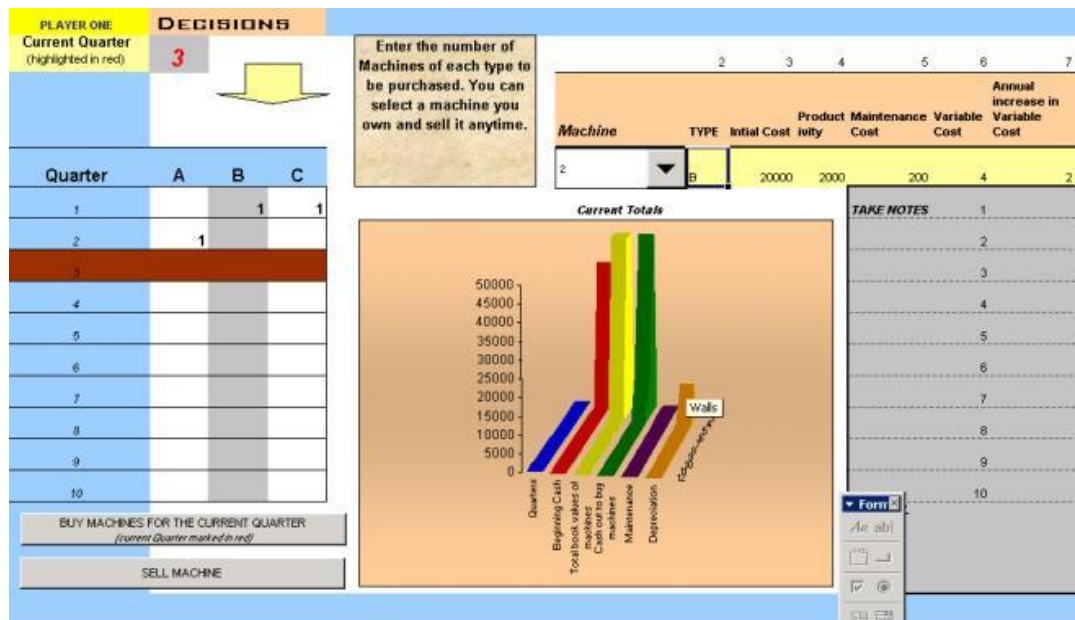 PLAYER ONE
DECISIONS
Current Quarter
(highlighted in red)
3
Enter the number of
Machines of each type to
be purchased. You can
select a machine you
own and sell it anytime.
2 3 4 5 6 7
Machine TYPE Intial Cost Product ivity Maintenance Cost Variable Cost Annual increase in Variable Cost
2 B 20000 2000 200 4 2
Quarter A B C
1 1 1
2 1
3
4
5
6
7
8
9
10
BUY MACHINES FOR THE CURRENT QUARTER
(current Quarter marked in red)
SELL MACHINE
Current Totals
50000
45000
40000
35000
30000
25000
20000
15000
10000
5000
0
Walls
Quarters
Beginning Cash
Total book values of
machines
Cash out to buy
machines
Maintenance
Depreciation
TAKE NOTES 1
2
3
4
5
6
7
8
9
10
Form
Aa ab|